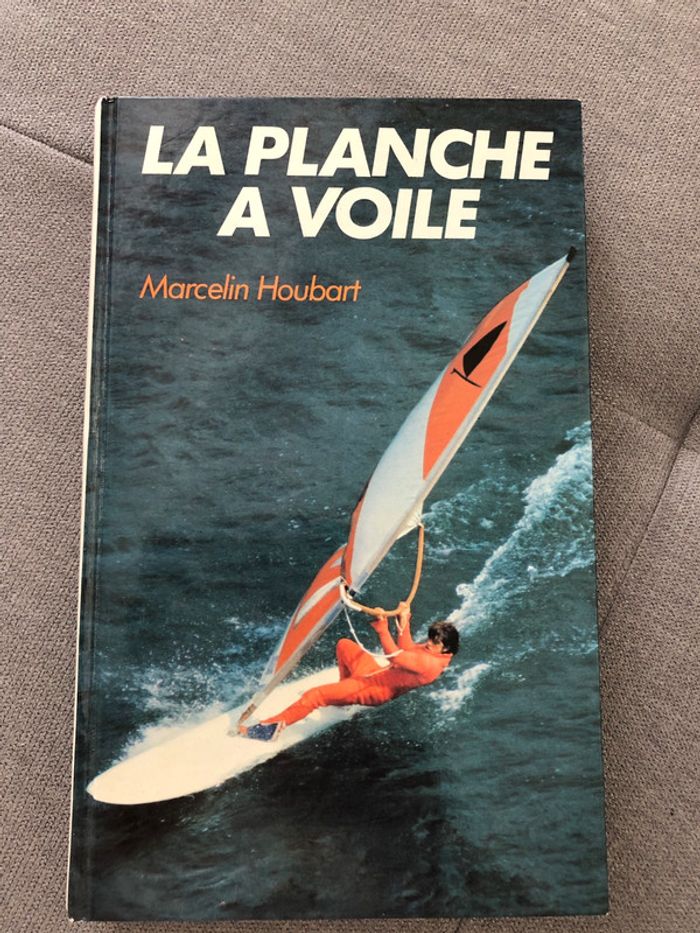 LA PLANCHE
A VOILE
Marcelin Houbart